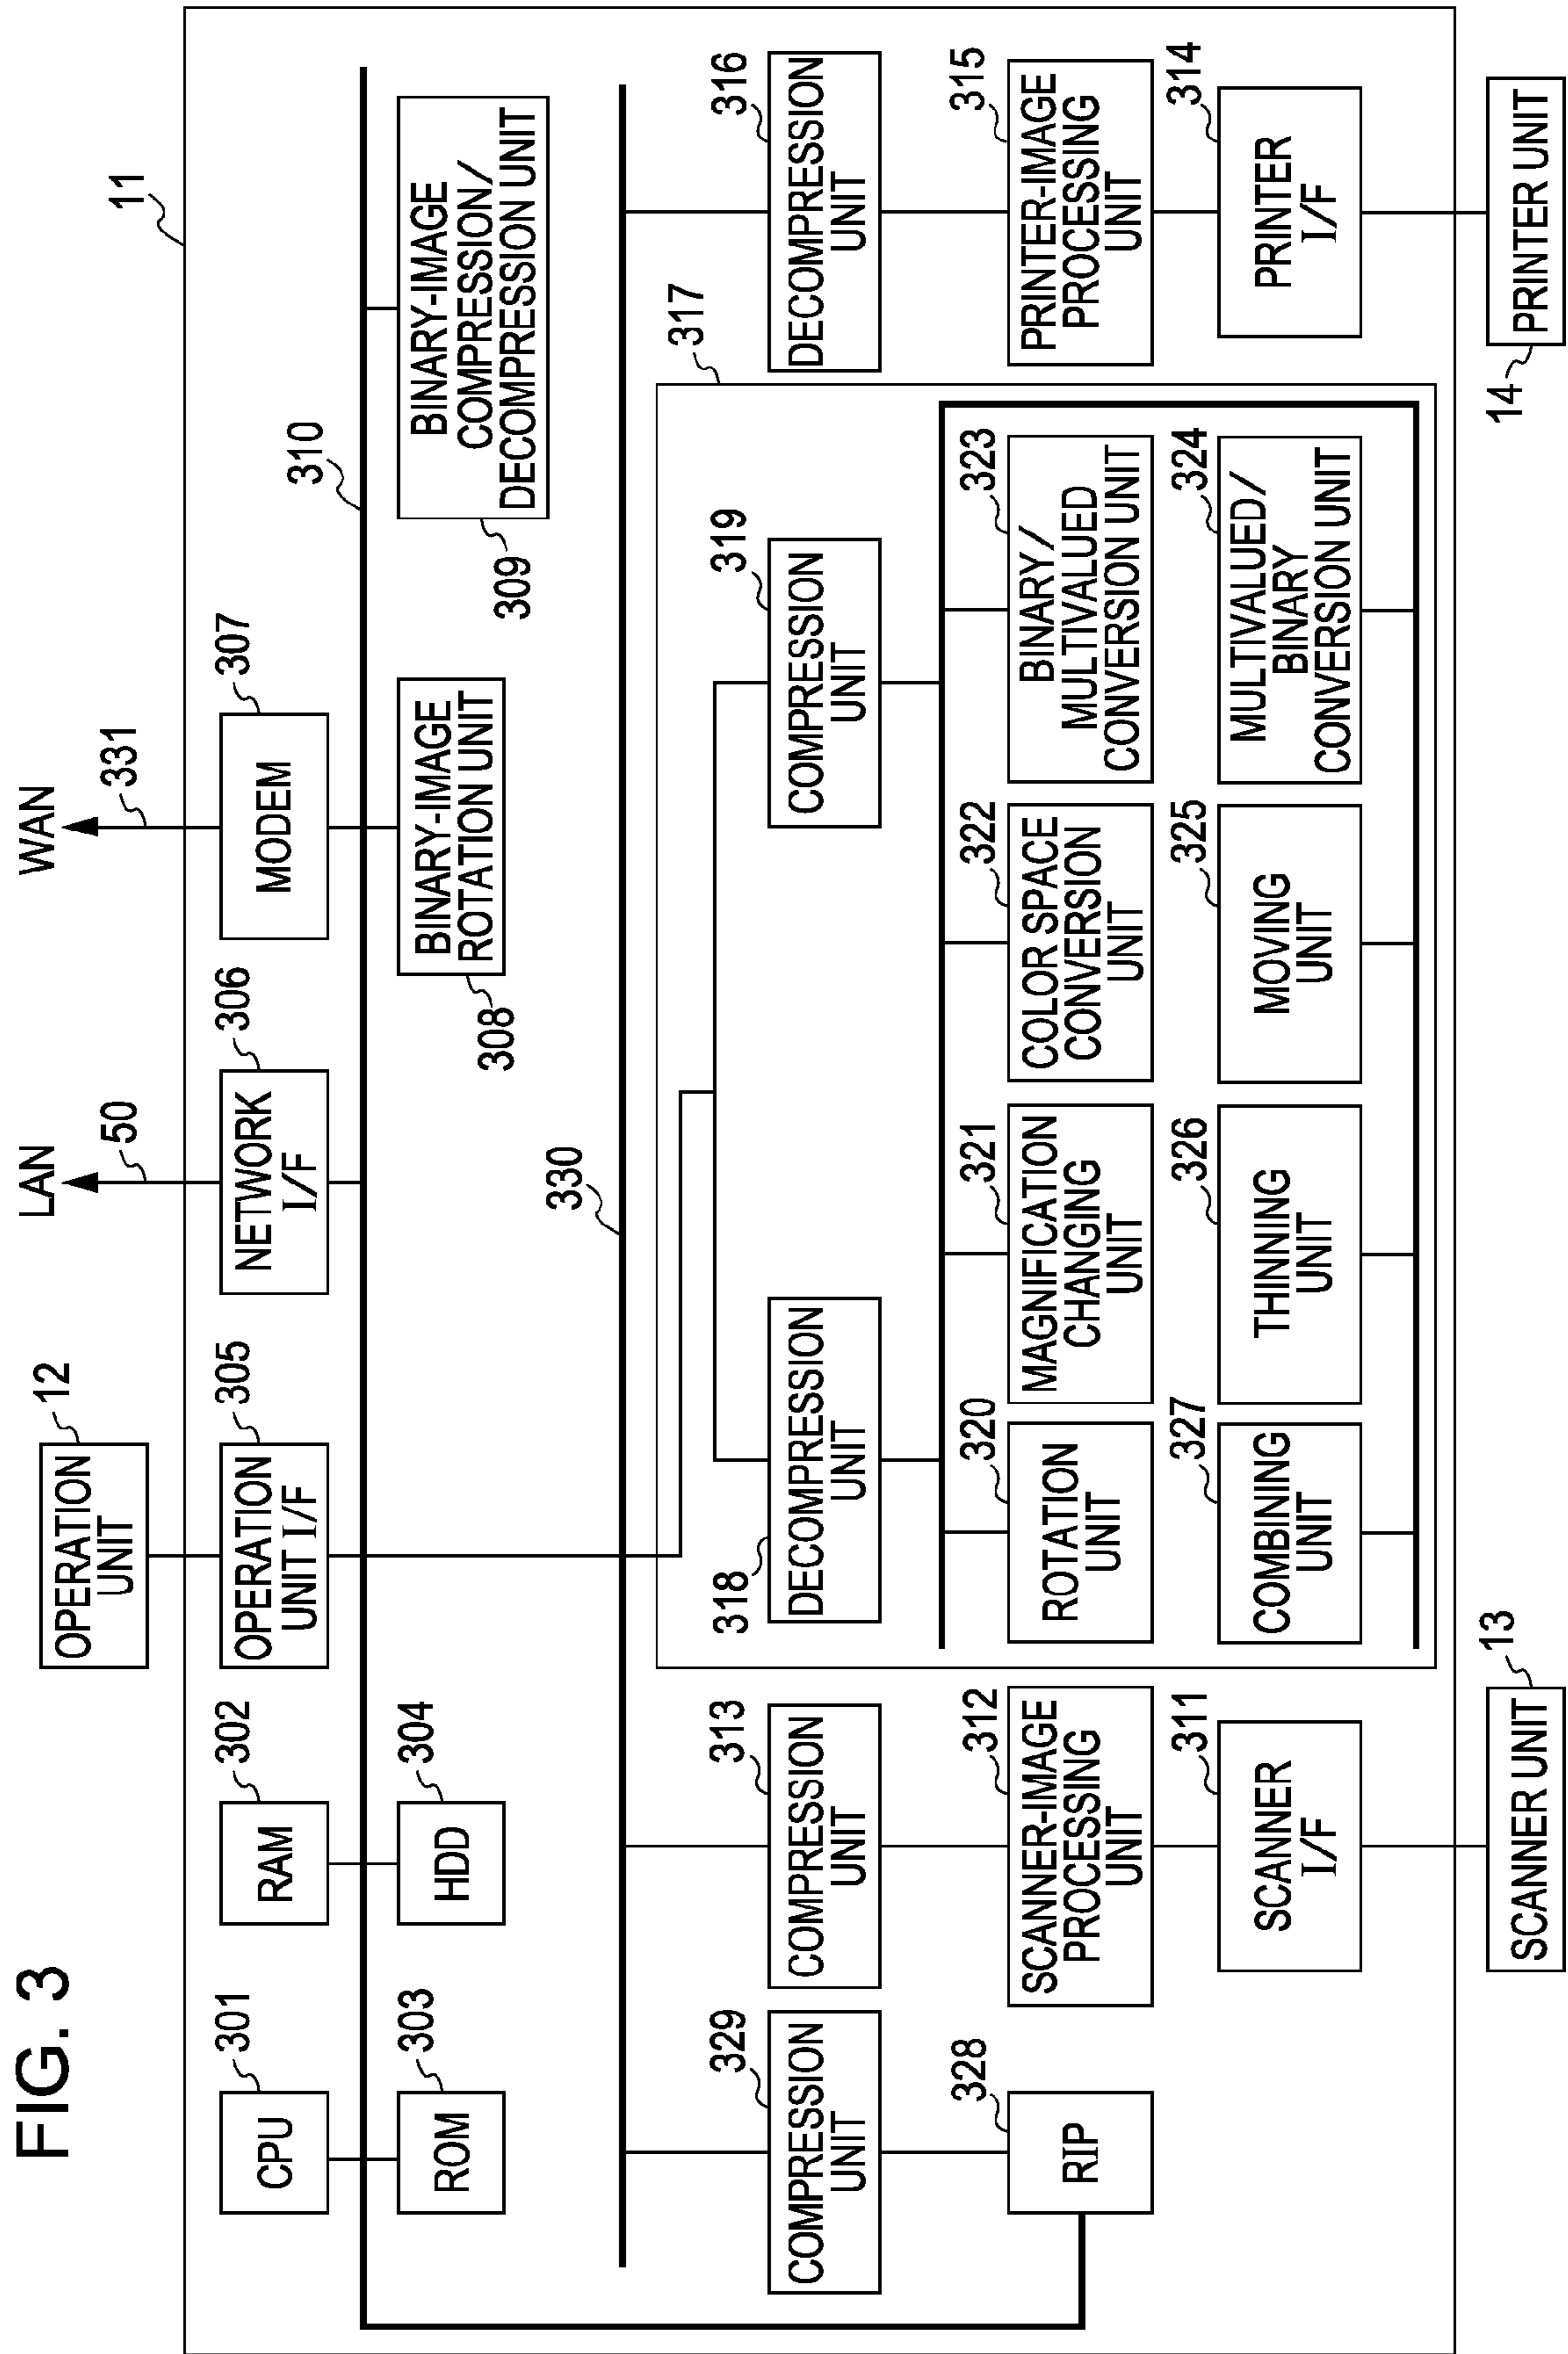 FIG. 3
OPERATION
UNIT
12
LAN
50
WAN
331
11
CPU
301
RAM
302
OPERATION
UNIT I/F
305
NETWORK
I/F
306
MODEM
307
310
ROM
303
HDD
304
BINARY-IMAGE
ROTATION UNIT
308
BINARY-IMAGE
COMPRESSION/
DECOMPRESSION UNIT
309
330
317
COMPRESSION
UNIT
329
COMPRESSION
UNIT
313
DECOMPRESSION
UNIT
318
COMPRESSION
UNIT
319
DECOMPRESSION
UNIT
316
RIP
328
SCANNER-IMAGE
PROCESSING
UNIT
312
ROTATION
UNIT
320
MAGNIFICATION
CHANGING
UNIT
321
COLOR SPACE
CONVERSION
UNIT
322
BINARY/
MULTIVALUED
CONVERSION UNIT
323
PRINTER-IMAGE
PROCESSING
UNIT
315
SCANNER
I/F
311
COMBINING
UNIT
327
THINNING
UNIT
326
MOVING
UNIT
325
MULTIVALUED/
BINARY
CONVERSION UNIT
324
PRINTER
I/F
314
SCANNER UNIT
13
PRINTER UNIT
14